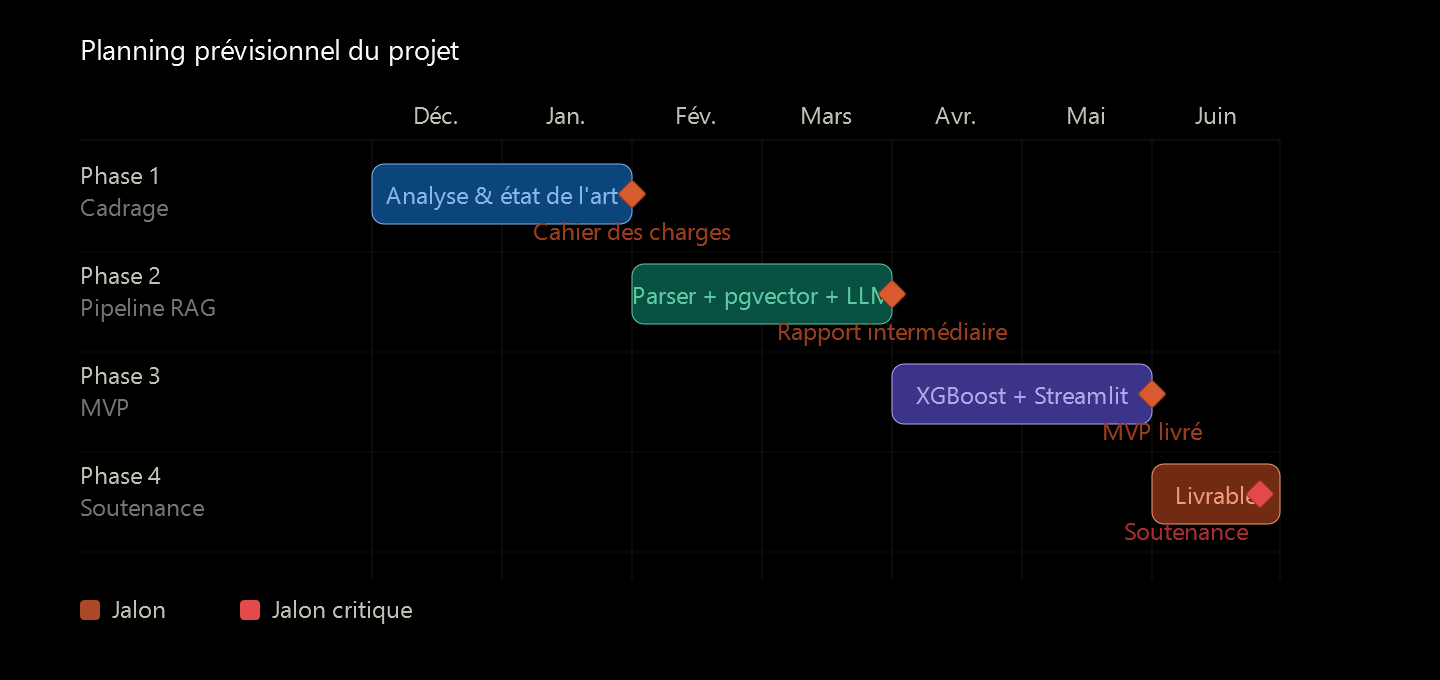 Planning prévisionnel du projet
Déc. Jan. Fév. Mars Avr. Mai Juin
Phase 1
Cadrage
Analyse & état de l'art
Cahier des charges
Phase 2
Pipeline RAG
Parser + pgvector + LLM
Rapport intermédiaire
Phase 3
MVP
XGBoost + Streamlit
MVP livré
Phase 4
Soutenance
Livrable
Soutenance
Jalon
Jalon critique